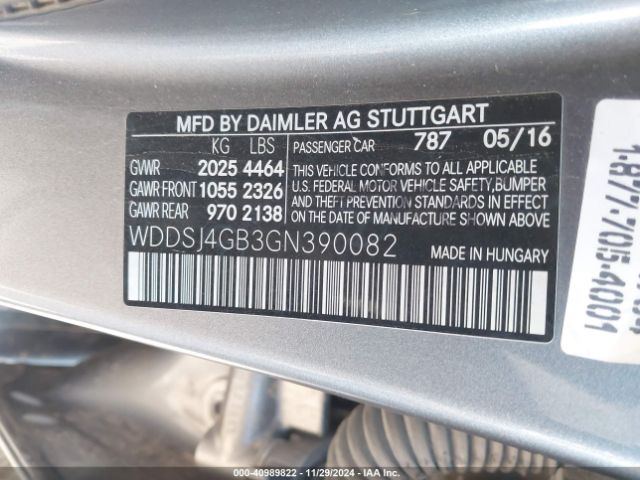 MFD BY DAIMLER AG STUTTGART
KG LBS PASSENGER CAR 787 05/16
GVWR 2025 4464
GAWR FRONT 1055 2326
GAWR REAR 970 2138
THIS VEHICLE CONFORMS TO ALL APPLICABLE
U.S. FEDERAL MOTOR VEHICLE SAFETY, BUMPER
AND THEFT PREVENTION STANDARDS IN EFFECT
ON THE DATE OF MANUFACTURE SHOWN ABOVE
WDDSJ4GB3GN390082
MADE IN HUNGARY
1.877.705.4001
000-40989822 - 11/29/2024 - IAA Inc.